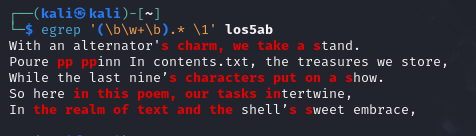 ┌──(kali㉿kali)-[~]
└─$ egrep '(\b\w+\b).* \1' los5ab
With an alternator's charm, we take a stand.
Poure pp ppinn In contents.txt, the treasures we store,
While the last nine’s characters put on a show.
So here in this poem, our tasks intertwine,
In the realm of text and the shell’s sweet embrace,